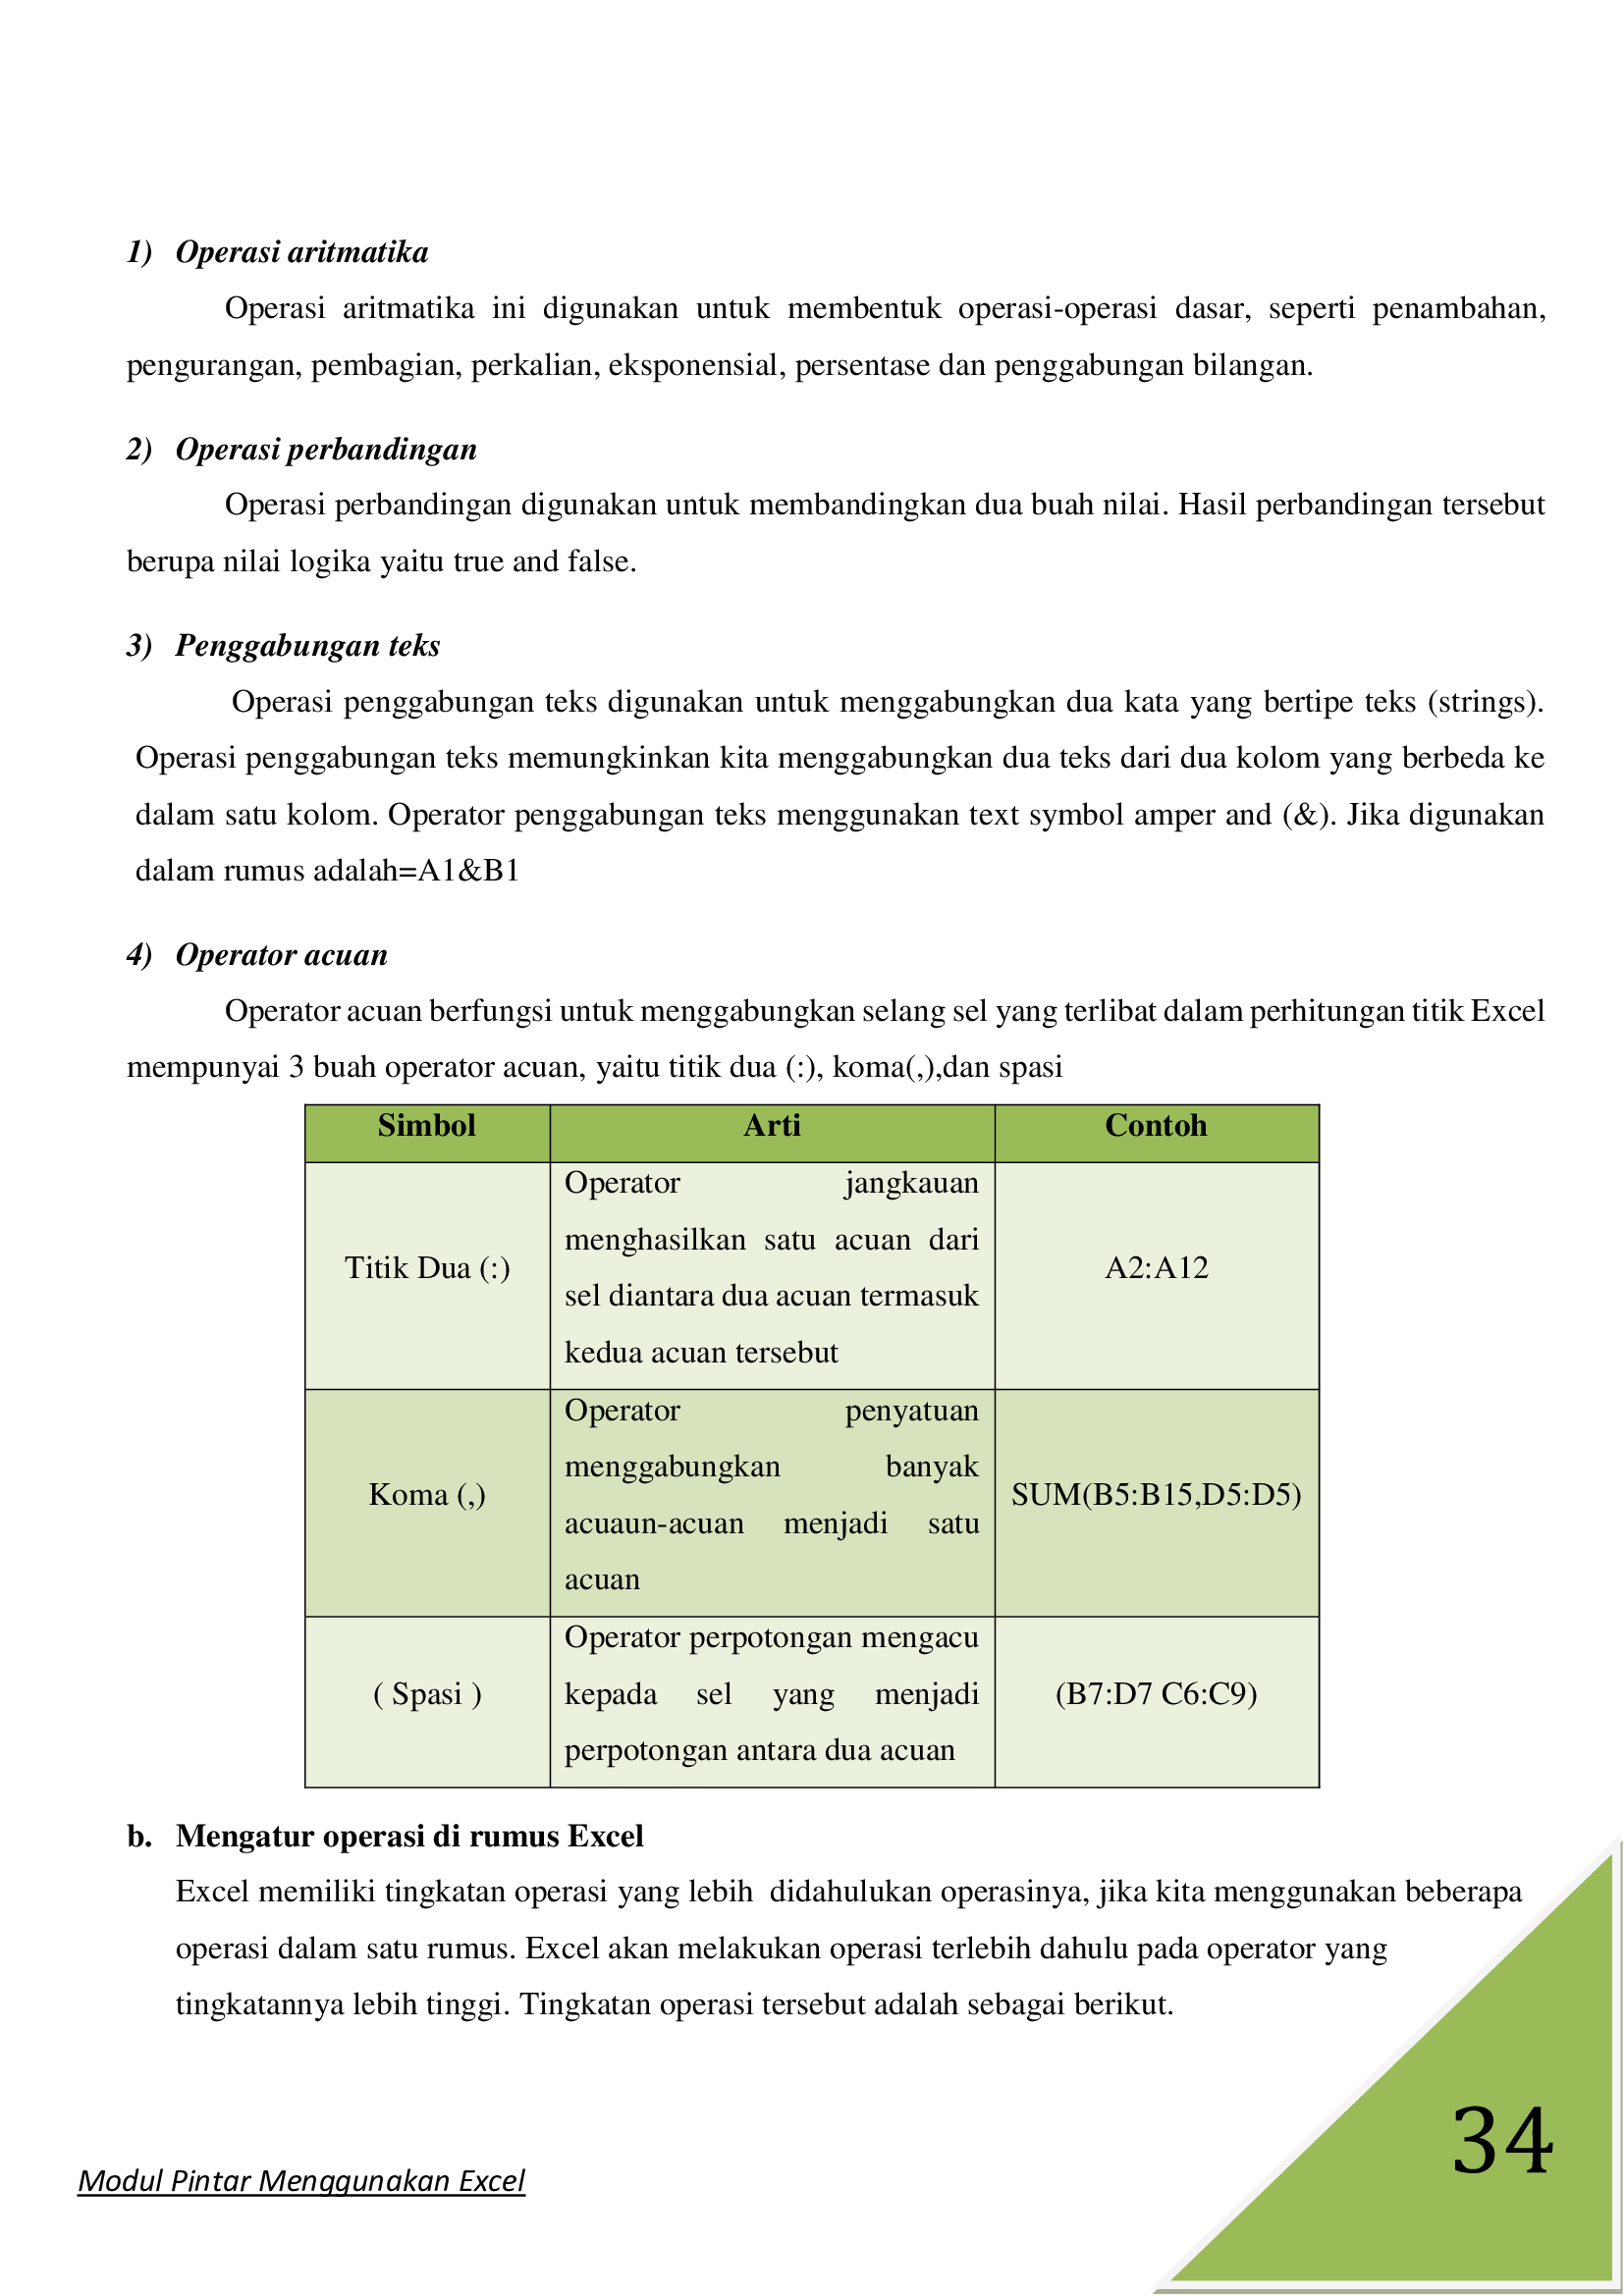 1) Operasi aritmatika
Operasi aritmatika ini digunakan untuk membentuk operasi-operasi dasar, seperti penambahan,
pengurangan, pembagian, perkalian, eksponensial, persentase dan penggabungan bilangan.
2) Operasi perbandingan
Operasi perbandingan digunakan untuk membandingkan dua buah nilai. Hasil perbandingan tersebut
berupa nilai logika yaitu true and false.
3) Penggabungan teks
Operasi penggabungan teks digunakan untuk menggabungkan dua kata yang bertipe teks (strings).
Operasi penggabungan teks memungkinkan kita menggabungkan dua teks dari dua kolom yang berbeda ke
dalam satu kolom. Operator penggabungan teks menggunakan text symbol amper and (&). Jika digunakan
dalam rumus adalah=A1&B1
4) Operator acuan
Operator acuan berfungsi untuk menggabungkan selang sel yang terlibat dalam perhitungan titik Excel
mempunyai 3 buah operator acuan, yaitu titik dua (:), koma(,),dan spasi
Simbol Arti Contoh
Titik Dua (:)
Operator jangkauan
menghasilkan satu acuan dari
sel diantara dua acuan termasuk
kedua acuan tersebut
A2:A12
Koma (,)
Operator penyatuan
menggabungkan banyak
acuaun-acuan menjadi satu
acuan
SUM(B5:B15,D5:D5)
( Spasi )
Operator perpotongan mengacu
kepada sel yang menjadi
perpotongan antara dua acuan
(B7:D7 C6:C9)
b. Mengatur operasi di rumus Excel
Excel memiliki tingkatan operasi yang lebih didahulukan operasinya, jika kita menggunakan beberapa
operasi dalam satu rumus. Excel akan melakukan operasi terlebih dahulu pada operator yang
tingkatannya lebih tinggi. Tingkatan operasi tersebut adalah sebagai berikut.
34
Modul Pintar Menggunakan Excel